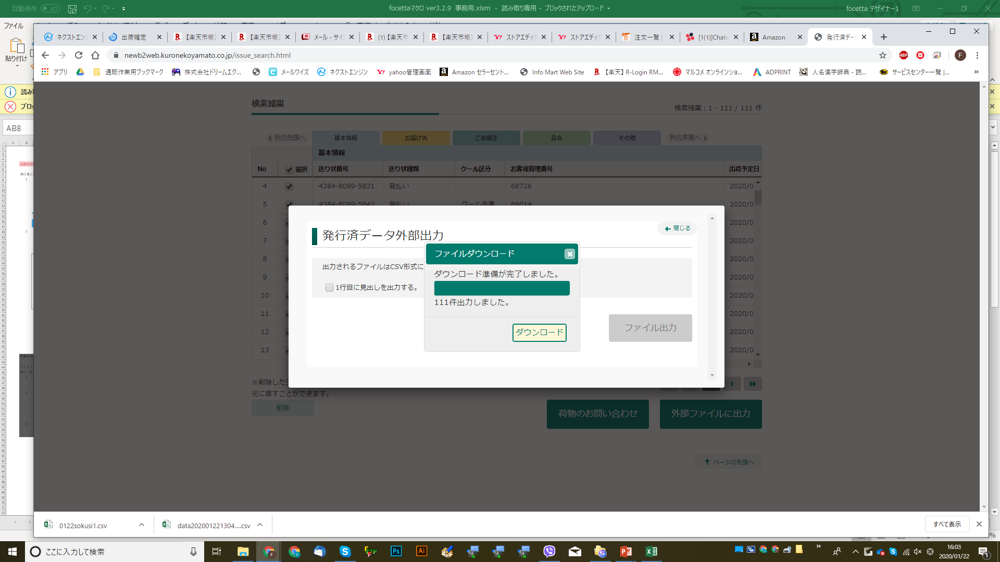 自動保存 オフ
focettaマクロ ver3.2.9 事務用.xlsm - 読み取り専用 - ブロックされたアップロード
focetta デザイナー1
ファイル
貼り付け
AB8
ネクストエン
出荷確定
【楽天市場】
【楽天市場】
メール - サイ
(1) 【楽天市
【楽天市場】
ストアエディタ
ストアエディタ
注文一覧 |
[1(1)]Chatw
Amazon
発行済デー
newb2web.kuronekoyamato.co.jp/issue_search.html
ABP
F
アプリ
通販作業用ブックマーク
株式会社ドリームエク...
メールワイズ
ネクストエンジン
yahoo管理画面
Amazon セラーセント...
Info Mart Web Site
【楽天】R-Login RM...
マルコメ オンラインショ...
ADPRINT
人名漢字辞典 - 読...
サービスセンター一覧 |...
検索結果
検索結果：1 - 111 / 111 件
列の先頭へ
基本情報
お届け先
ご依頼主
品名
その他
列の末尾へ
基本情報
No 選択 送り状番号 送り状種類 クール区分 お客様管理番号 出荷予定日
4 4384-8099-5831 発払い 68726 2020/0
5 4384-8099-5842 発払い クール冷凍 69014 2020/0
6 2020/0
7 2020/0
8 2020/0
9 2020/0
10 2020/0
11 2020/0
12 2020/0
13 2020/0
発行済データ外部出力
閉じる
出力されるファイルはCSV形式に
1行目に見出しを出力する。
ファイルダウンロード
ダウンロード準備が完了しました。
111件出力しました。
ダウンロード
ファイル出力
※削除した
元に戻すことができます。
削除
荷物のお問い合わせ
外部ファイルに出力
ページの先頭へ
0122sokusi1.csv
data202001221304....csv
すべて表示
ここに入力して検索
16:03
2020/01/22